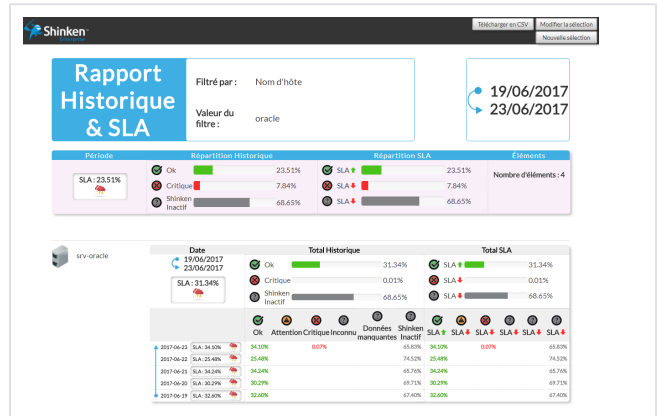 Shinken
Enterprise
Télécharger en CSV
Modifier la sélection
Nouvelle sélection
Rapport
Historique
& SLA
Filtré par : Nom d'hôte
Valeur du
filtre : oracle
19/06/2017
23/06/2017
Période Répartition Historique Répartition SLA Éléments
SLA : 23.51%
Ok 23.51% SLA 23.51%
Critique 7.84% SLA 7.84%
Shinken
Inactif 68.65% SLA 68.65%
Nombre d'éléments : 4
srv-oracle
Date Total Historique Total SLA
19/06/2017
23/06/2017
SLA : 31.34%
Ok 31.34% SLA 31.34%
Critique 0.01% SLA 0.01%
Shinken
Inactif 68.65% SLA 68.65%
Ok Attention Critique Inconnu Données
manquantes Shinken
Inactif SLA SLA SLA SLA SLA SLA
2017-06-23 SLA : 34.10% 34.10% 0.07% 65.83% 34.10% 0.07% 65.83%
2017-06-22 SLA : 25.48% 25.48% 74.52% 25.48% 74.52%
2017-06-21 SLA : 34.24% 34.24% 65.76% 34.24% 65.76%
2017-06-20 SLA : 30.29% 30.29% 69.71% 30.29% 69.71%
2017-06-19 SLA : 32.60% 32.60% 67.40% 32.60% 67.40%